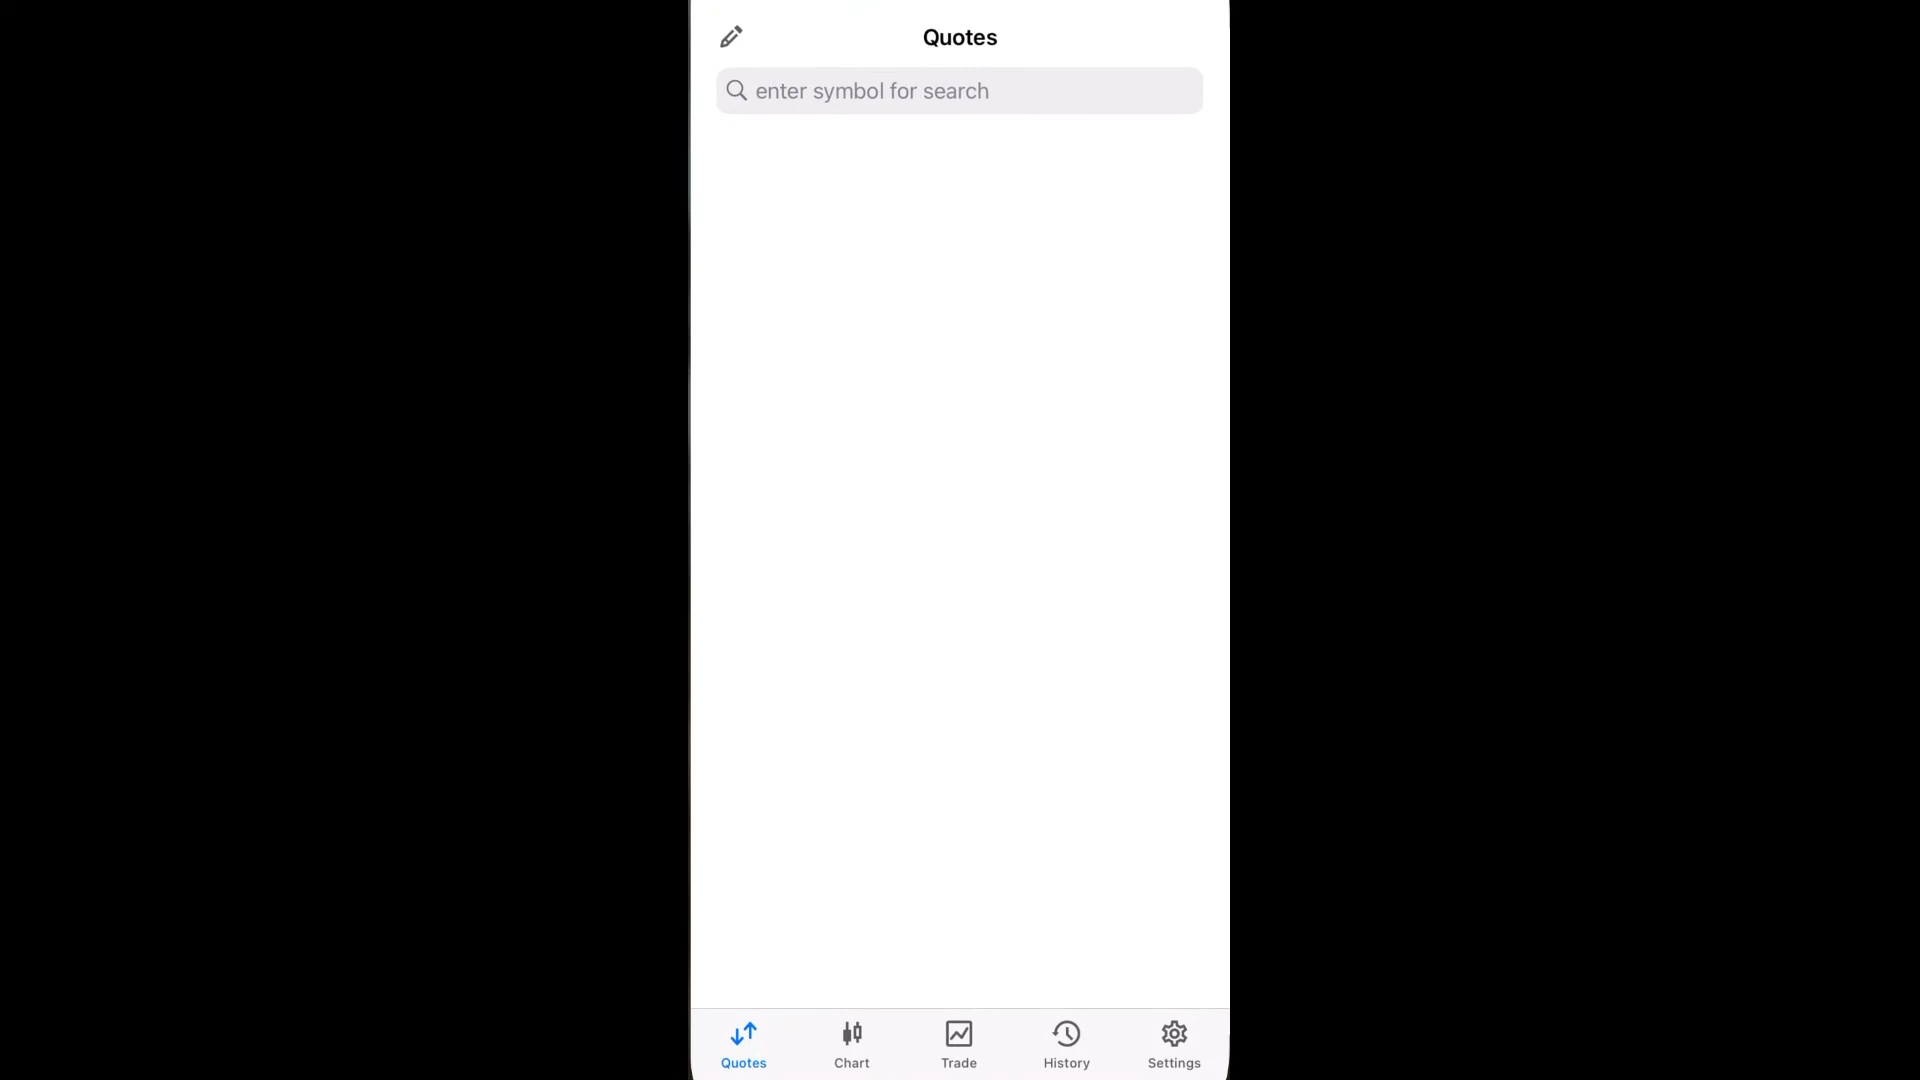 Quotes
enter symbol for search
Quotes
Chart
Trade
History
Settings